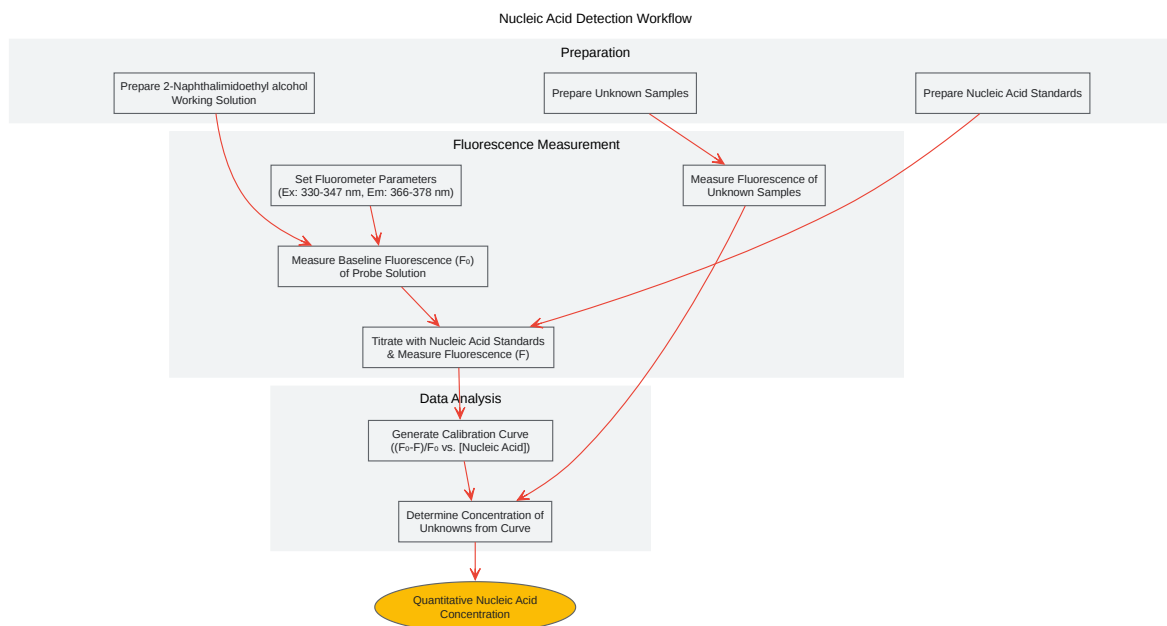 Nucleic Acid Detection Workflow
Preparation
Prepare 2-Naphthalimidoethyl alcohol
Working Solution
Prepare Unknown Samples
Prepare Nucleic Acid Standards
Fluorescence Measurement
Set Fluorometer Parameters
(Ex: 330-347 nm, Em: 366-378 nm)
Measure Fluorescence of
Unknown Samples
Measure Baseline Fluorescence (F₀)
of Probe Solution
Titrate with Nucleic Acid Standards
& Measure Fluorescence (F)
Data Analysis
Generate Calibration Curve
((F₀-F)/F₀ vs. [Nucleic Acid])
Determine Concentration of
Unknowns from Curve
Quantitative Nucleic Acid
Concentration